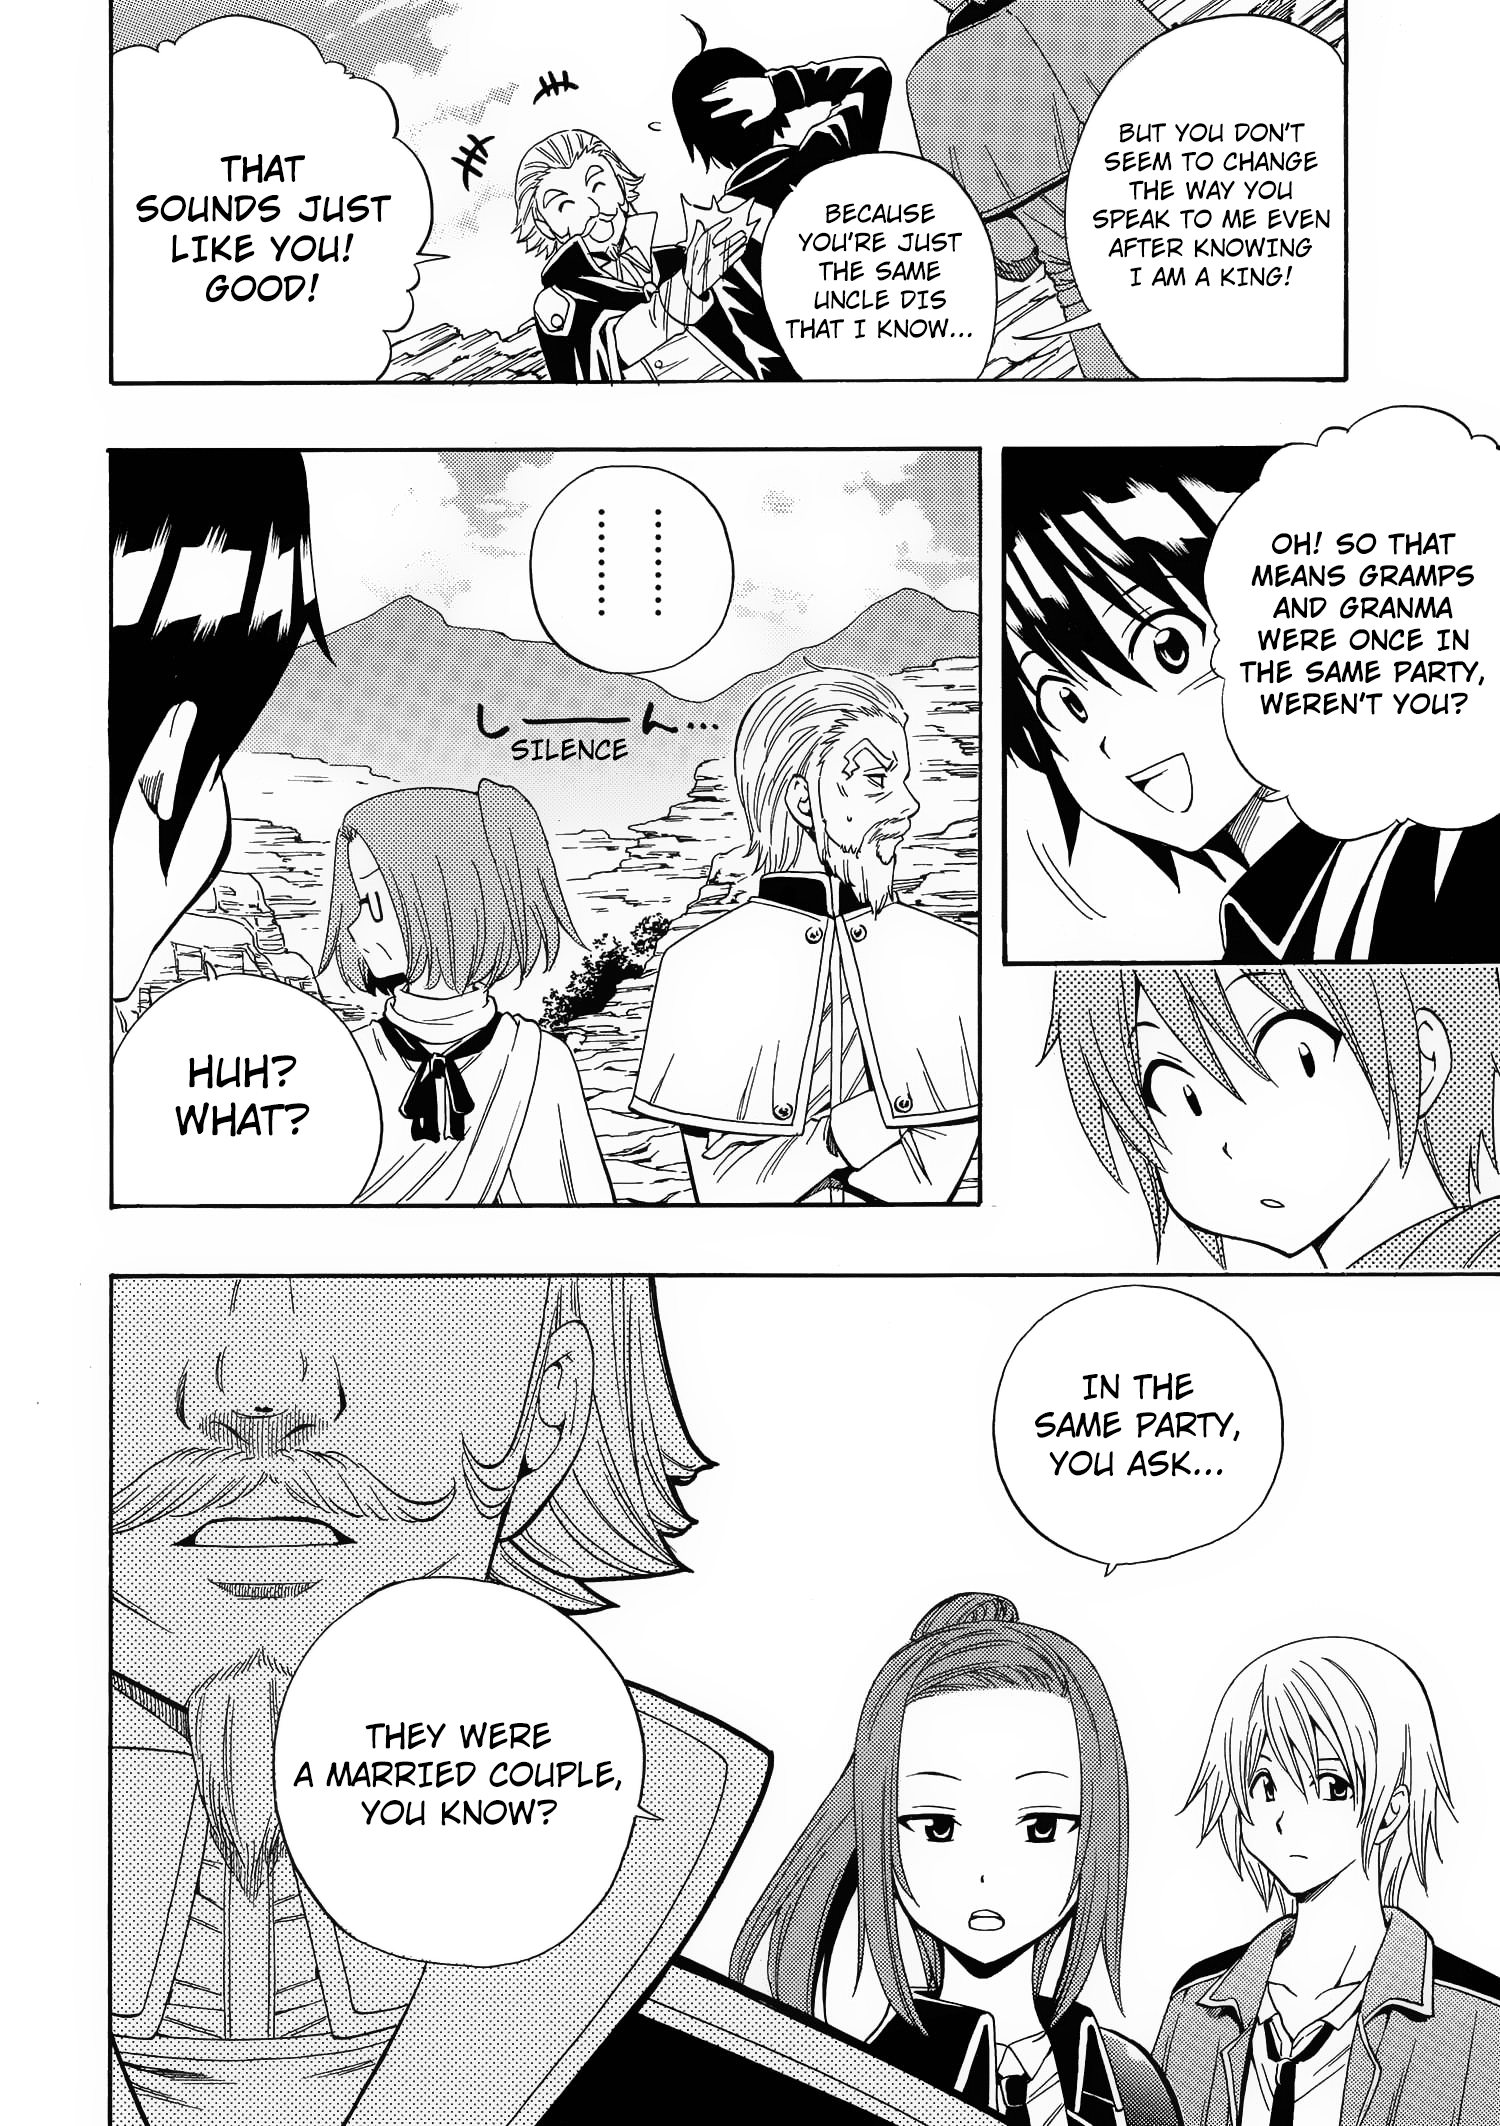 BUT YOU DON'T
SEEM TO CHANGE
THE WAY YOU
SPEAK TO ME EVEN
AFTER KNOWING
I AM A KING!
BECAUSE
YOU'RE JUST
THE SAME
UNCLE DIS
THAT I KNOW...
THAT
SOUNDS JUST
LIKE YOU!
GOOD!
OH! SO THAT
MEANS GRAMPS
AND GRANMA
WERE ONCE IN
THE SAME PARTY,
WEREN'T YOU?
しーん...
SILENCE
HUH?
WHAT?
IN THE
SAME PARTY,
YOU ASK...
THEY WERE
A MARRIED COUPLE,
YOU KNOW?